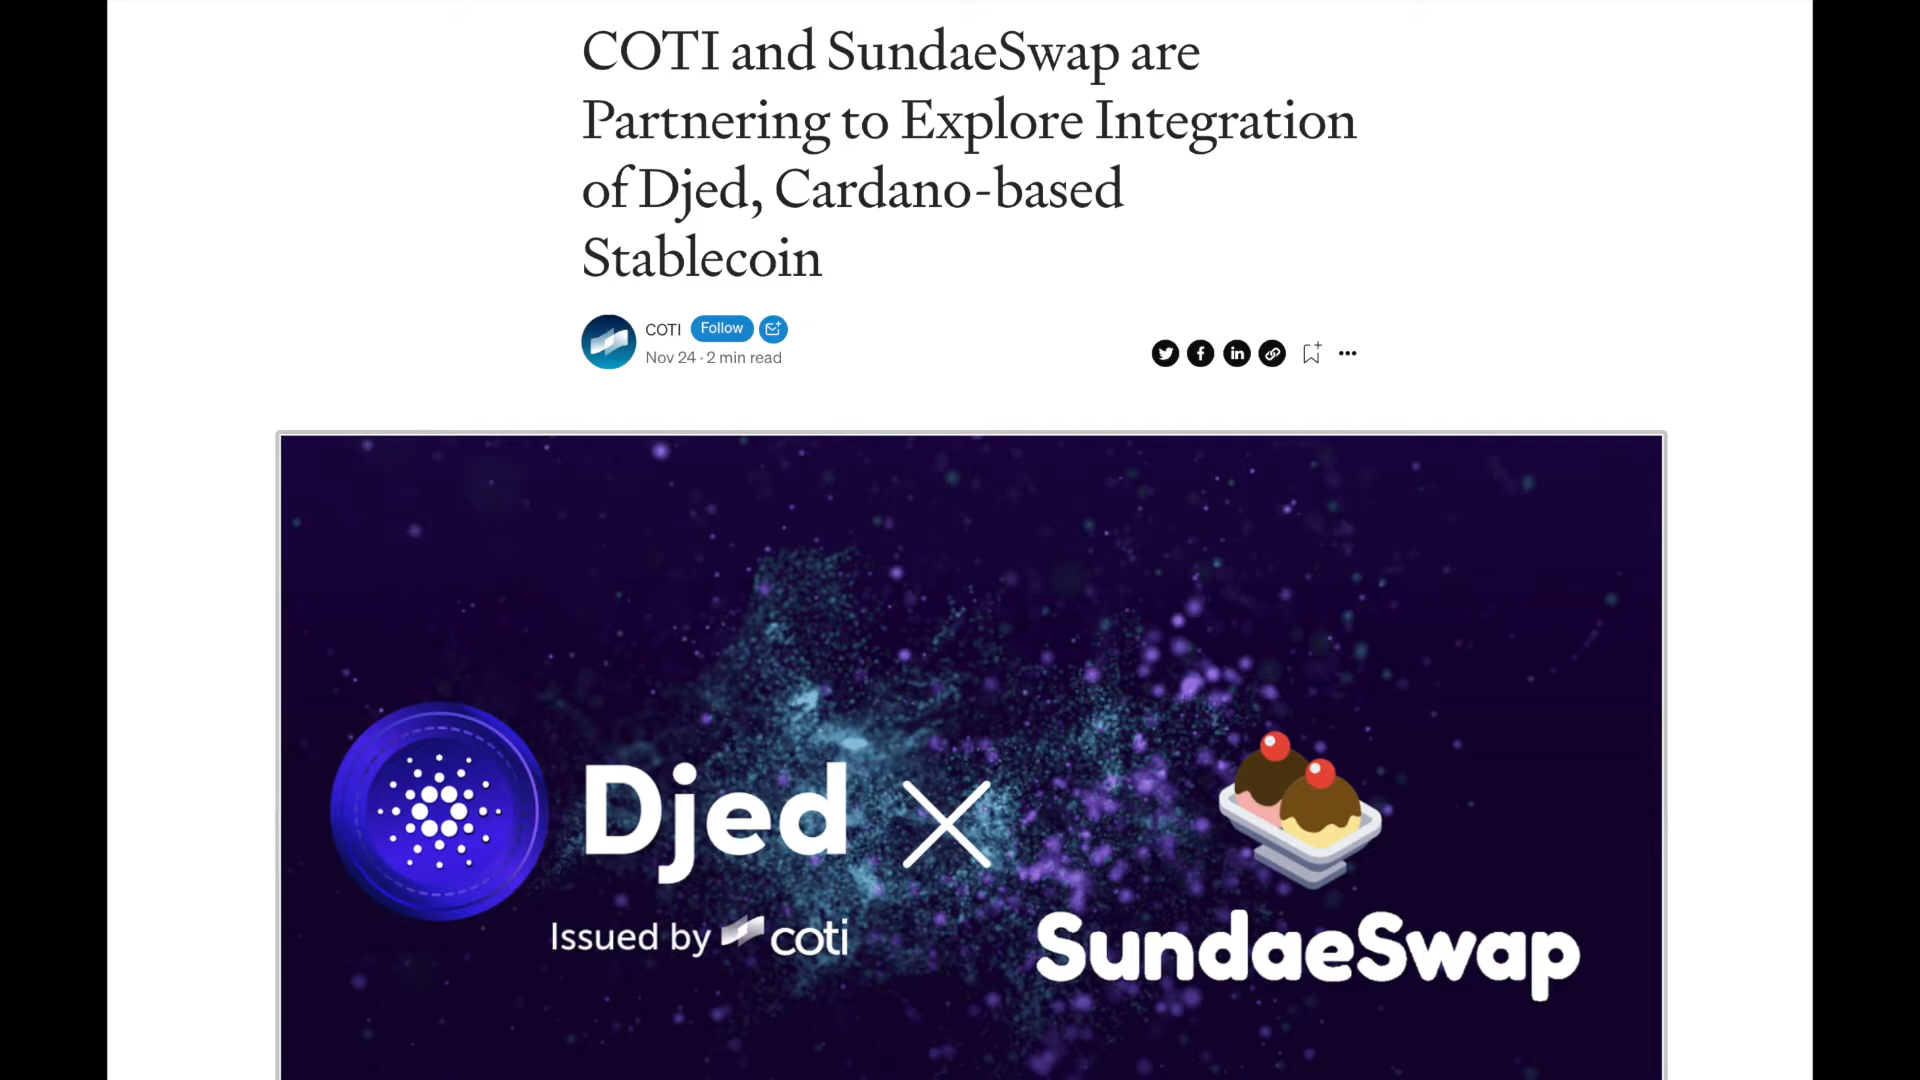 COTI and SundaeSwap are
Partnering to Explore Integration
of Djed, Cardano-based
Stablecoin
COTI Follow
Nov 24 · 2 min read
Djed
Issued by coti
SundaeSwap